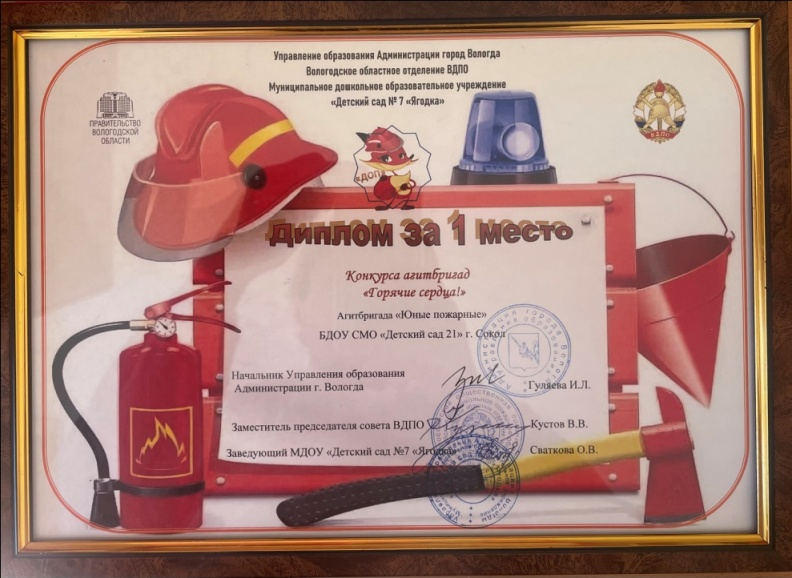 Управление образования Администрации город Вологда
Вологодское областное отделение ВДПО
Муниципальное дошкольное образовательное учреждение
«Детский сад № 7 «Ягодка»
ПРАВИТЕЛЬСТВО
ВОЛОГОДСКОЙ
ОБЛАСТИ
ВДПО
Диплом за 1 место
Конкурса агитбригад
«Горячие сердца!»
Агитбригада «Юные пожарные»
БДОУ СМО «Детский сад 21» г. Сокол
Начальник Управления образования
Администрации г. Вологда Гуляева И.Л.
Заместитель председателя совета ВДПО Кустов В.В.
Заведующий МДОУ «Детский сад №7 «Ягодка» Сваткова О.В.